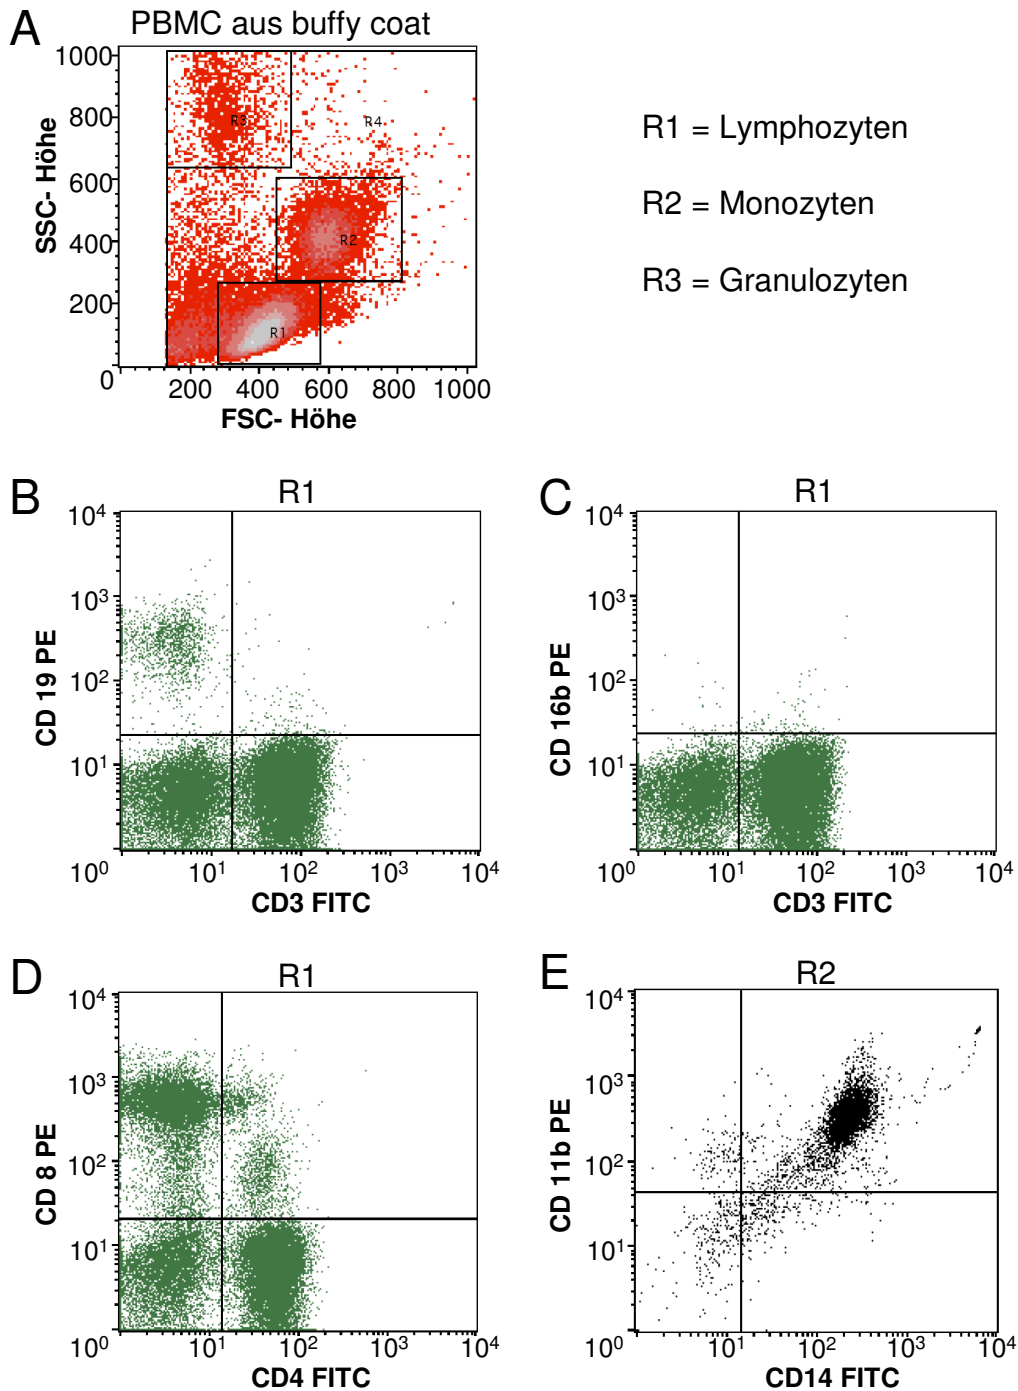 A
PBMC aus buffy coat
1000
800
600
400
200
0
SSC- Höhe
R3
R4
R2
R1
200 400 600 800 1000
FSC- Höhe
R1 = Lymphozyten
R2 = Monozyten
R3 = Granulozyten
B
R1
10⁴
10³
10²
10¹
10⁰
CD 19 PE
10¹ 10² 10³ 10⁴
CD3 FITC
C
R1
10⁴
10³
10²
10¹
10⁰
CD 16b PE
10¹ 10² 10³ 10⁴
CD3 FITC
D
R1
10⁴
10³
10²
10¹
10⁰
CD 8 PE
10¹ 10² 10³ 10⁴
CD4 FITC
E
R2
10⁴
10³
10²
10¹
10⁰
CD 11b PE
10¹ 10² 10³ 10⁴
CD14 FITC